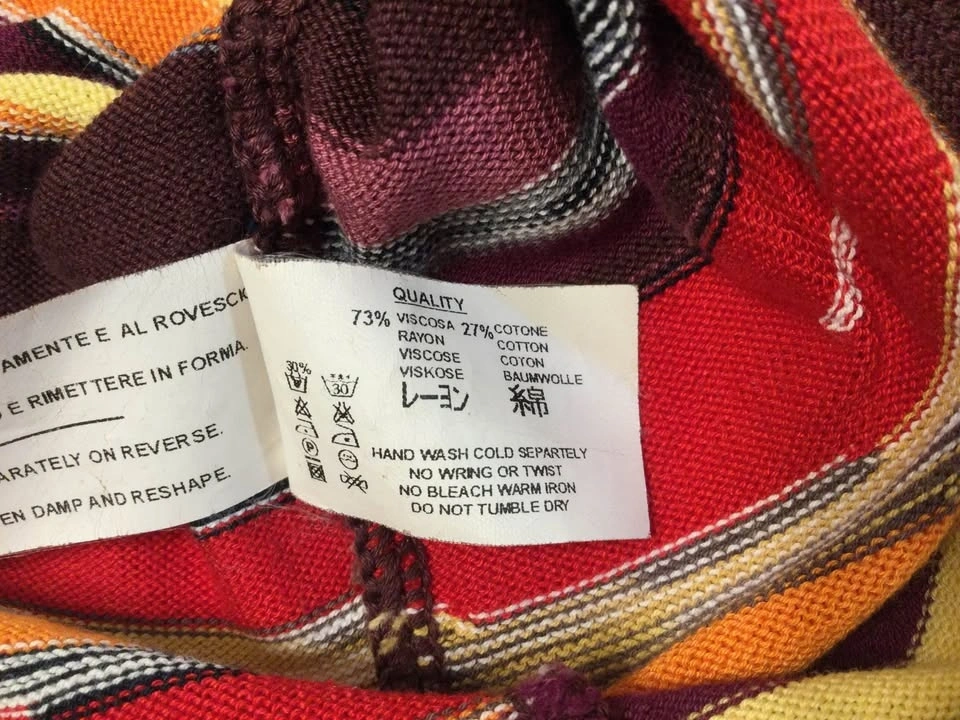 AMENTE E AL ROVESCI
E RIMETTERE IN FORMA.
ARATELY ON REVERSE.
EN DAMP AND RESHAPE.
QUALITY
73% VISCOSA 27% COTONE
RAYON COTTON
VISCOSE COTON
VISKOSE BAUMWOLLE
レーヨン 綿
30%
30
HAND WASH COLD SEPARTELY
NO WRING OR TWIST
NO BLEACH WARM IRON
DO NOT TUMBLE DRY